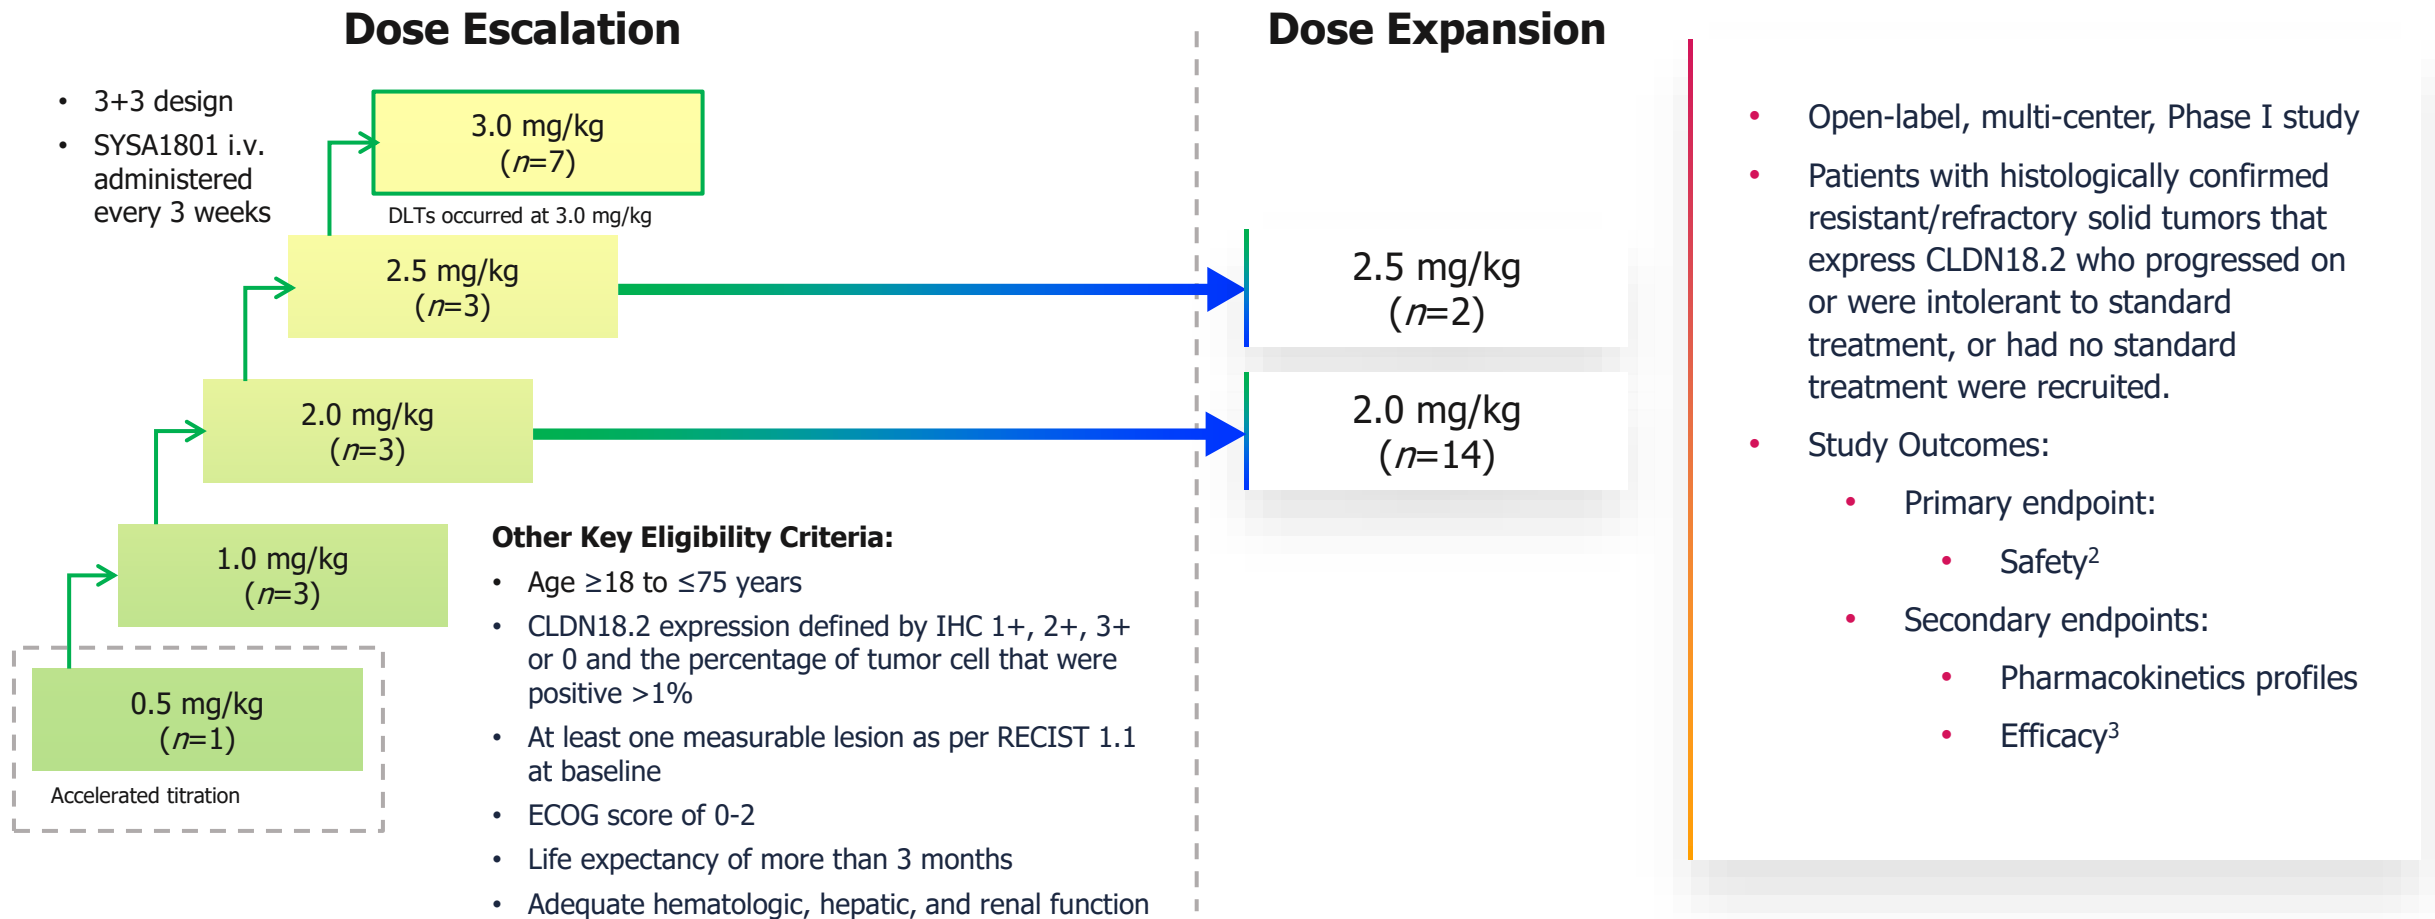 Dose Escalation
• 3+3 design
• SYSA1801 i.v.
administered
every 3 weeks
3.0 mg/kg
(n=7)
DLTs occurred at 3.0 mg/kg
2.5 mg/kg
(n=3)
2.0 mg/kg
(n=3)
1.0 mg/kg
(n=3)
0.5 mg/kg
(n=1)
Accelerated titration
Other Key Eligibility Criteria:
• Age ≥18 to ≤75 years
• CLDN18.2 expression defined by IHC 1+, 2+, 3+
or 0 and the percentage of tumor cell that were
positive >1%
• At least one measurable lesion as per RECIST 1.1
at baseline
• ECOG score of 0-2
• Life expectancy of more than 3 months
• Adequate hematologic, hepatic, and renal function
Dose Expansion
2.5 mg/kg
(n=2)
2.0 mg/kg
(n=14)
• Open-label, multi-center, Phase I study
• Patients with histologically confirmed
resistant/refractory solid tumors that
express CLDN18.2 who progressed on
or were intolerant to standard
treatment, or had no standard
treatment were recruited.
• Study Outcomes:
• Primary endpoint:
• Safety²
• Secondary endpoints:
• Pharmacokinetics profiles
• Efficacy³